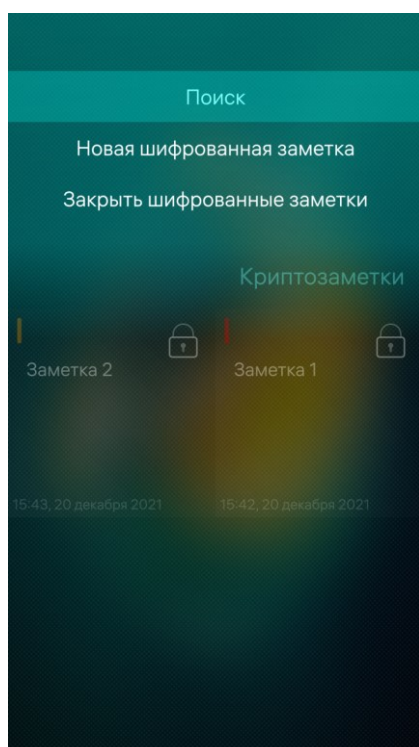 Поиск
Новая шифрованная заметка
Закрыть шифрованные заметки
Криптозаметки
Заметка 2
Заметка 1
15:43, 20 декабря 2021
15:42, 20 декабря 2021